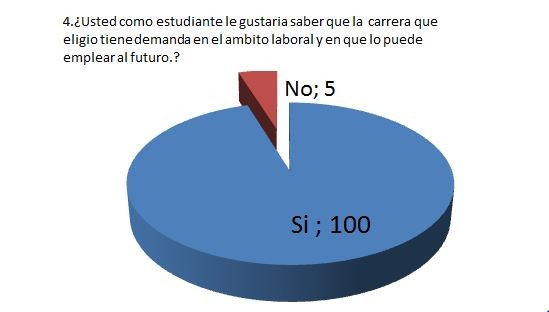 4.¿Usted como estudiante le gustaria saber que la carrera que
eligio tiene demanda en el ambito laboral y en que lo puede
emplear al futuro.?
No; 5
Si ; 100